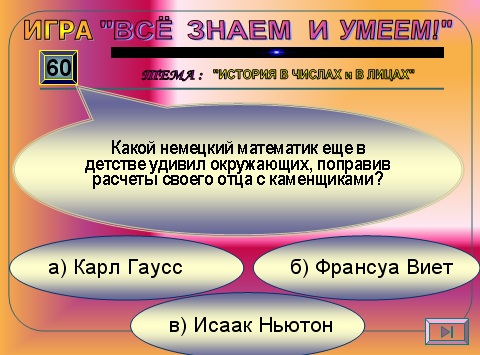 ИГРА "ВСЁ ЗНАЕМ И УМЕЕМ!"
60
ТЕМА : "ИСТОРИЯ В ЧИСЛАХ и В ЛИЦАХ"
Какой немецкий математик еще в
детстве удивил окружающих, поправив
расчеты своего отца с каменщиками?
а) Карл Гаусс
б) Франсуа Виет
в) Исаак Ньютон